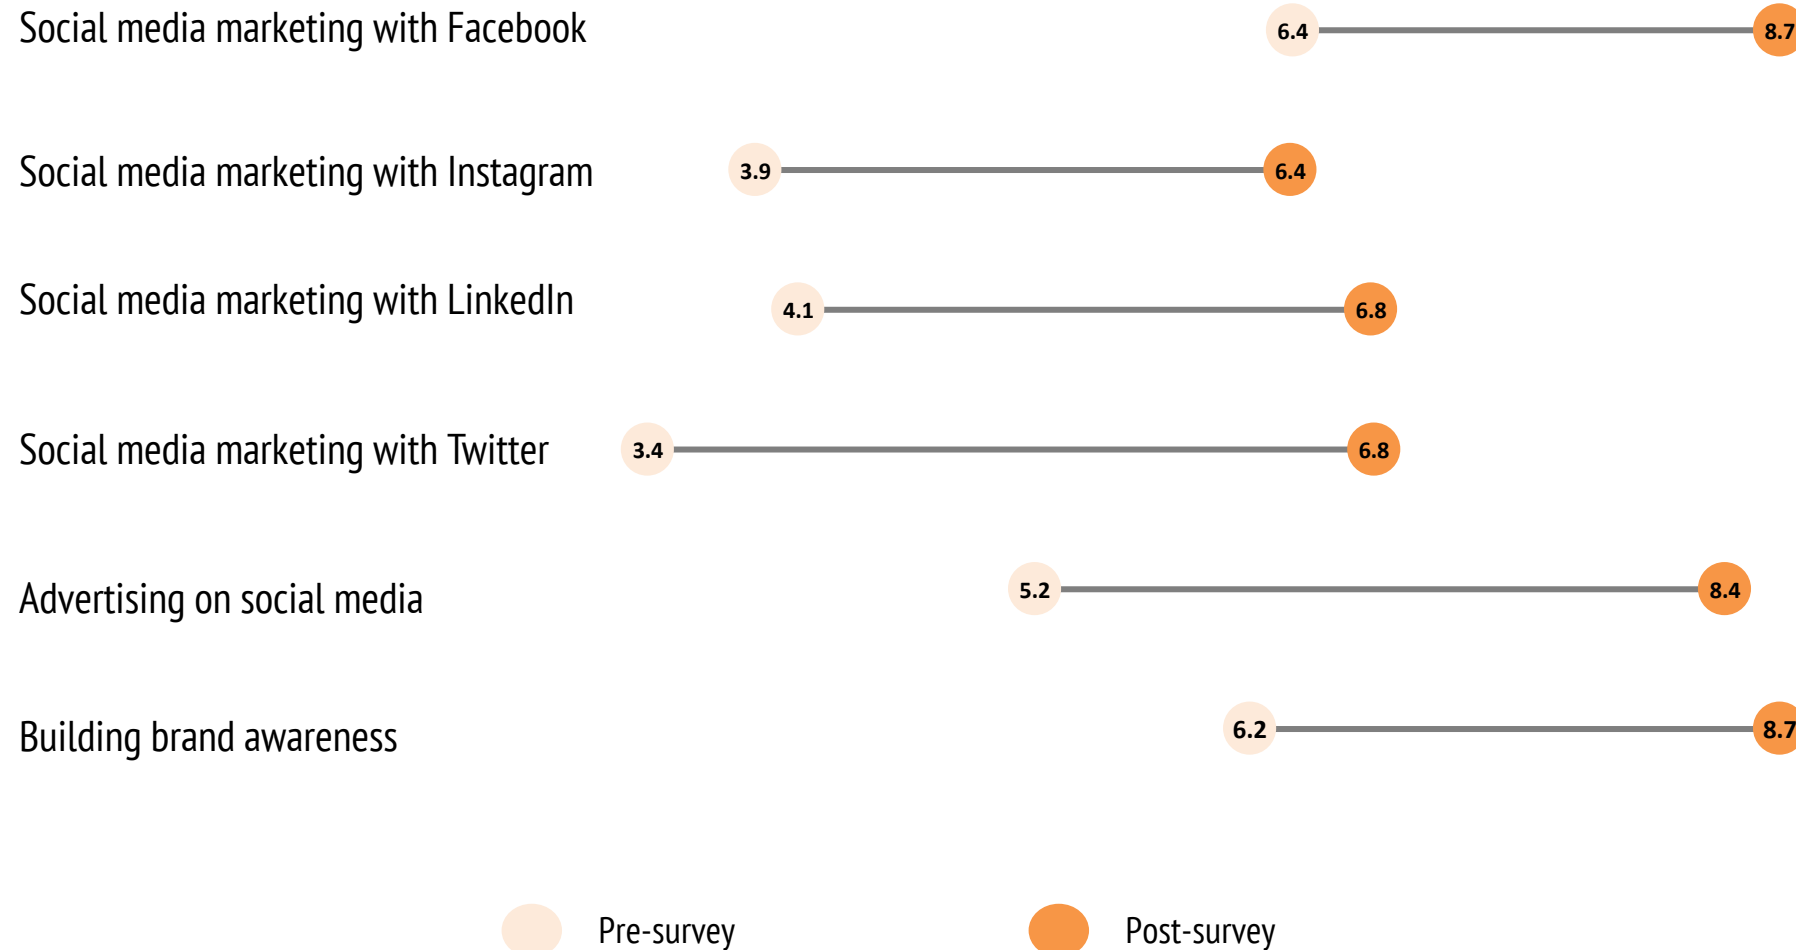 Social media marketing with Facebook 6.4 8.7
Social media marketing with Instagram 3.9 6.4
Social media marketing with LinkedIn 4.1 6.8
Social media marketing with Twitter 3.4 6.8
Advertising on social media 5.2 8.4
Building brand awareness 6.2 8.7
Pre-survey Post-survey